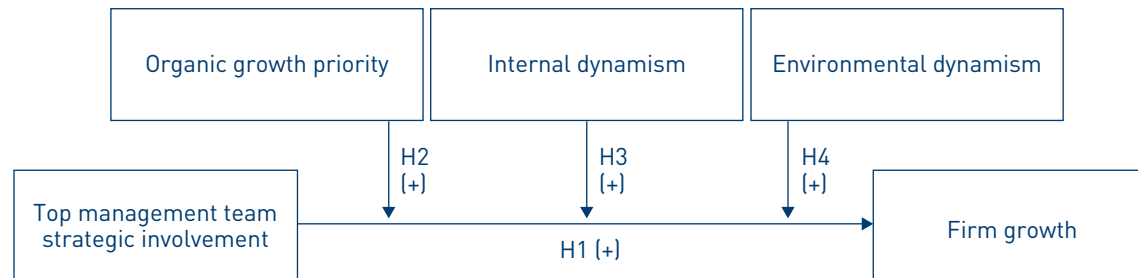 Organic growth priority
Internal dynamism
Environmental dynamism
H2
(+)
H3
(+)
H4
(+)
Top management team
strategic involvement
H1 (+)
Firm growth